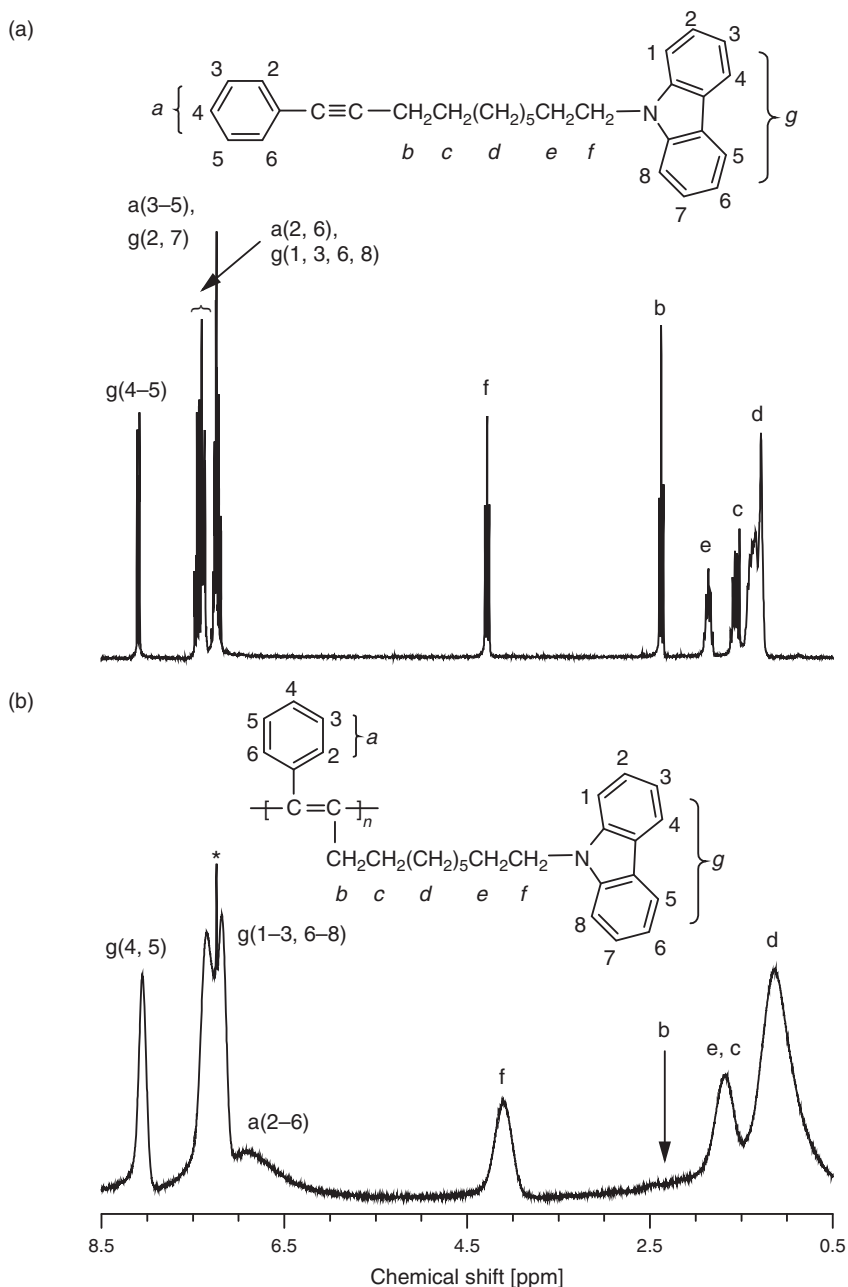 (a)
2
1
3
3
2
4
a
4
C≡C
CH₂CH₂(CH₂)₅CH₂CH₂
N
g
5
6
b c d e f
5
8
6
7
a(3–5),
g(2, 7)
a(2, 6),
g(1, 3, 6, 8)
b
g(4–5)
f
d
c
e
(b)
4
5
3
a
6
2
2
1
3
4
[C=C]n
CH₂CH₂(CH₂)₅CH₂CH₂
N
g
b c d e f
5
8
6
7
*
g(4, 5)
g(1–3, 6–8)
d
b
e, c
f
a(2–6)
8.5 6.5 4.5 2.5 0.5
Chemical shift [ppm]